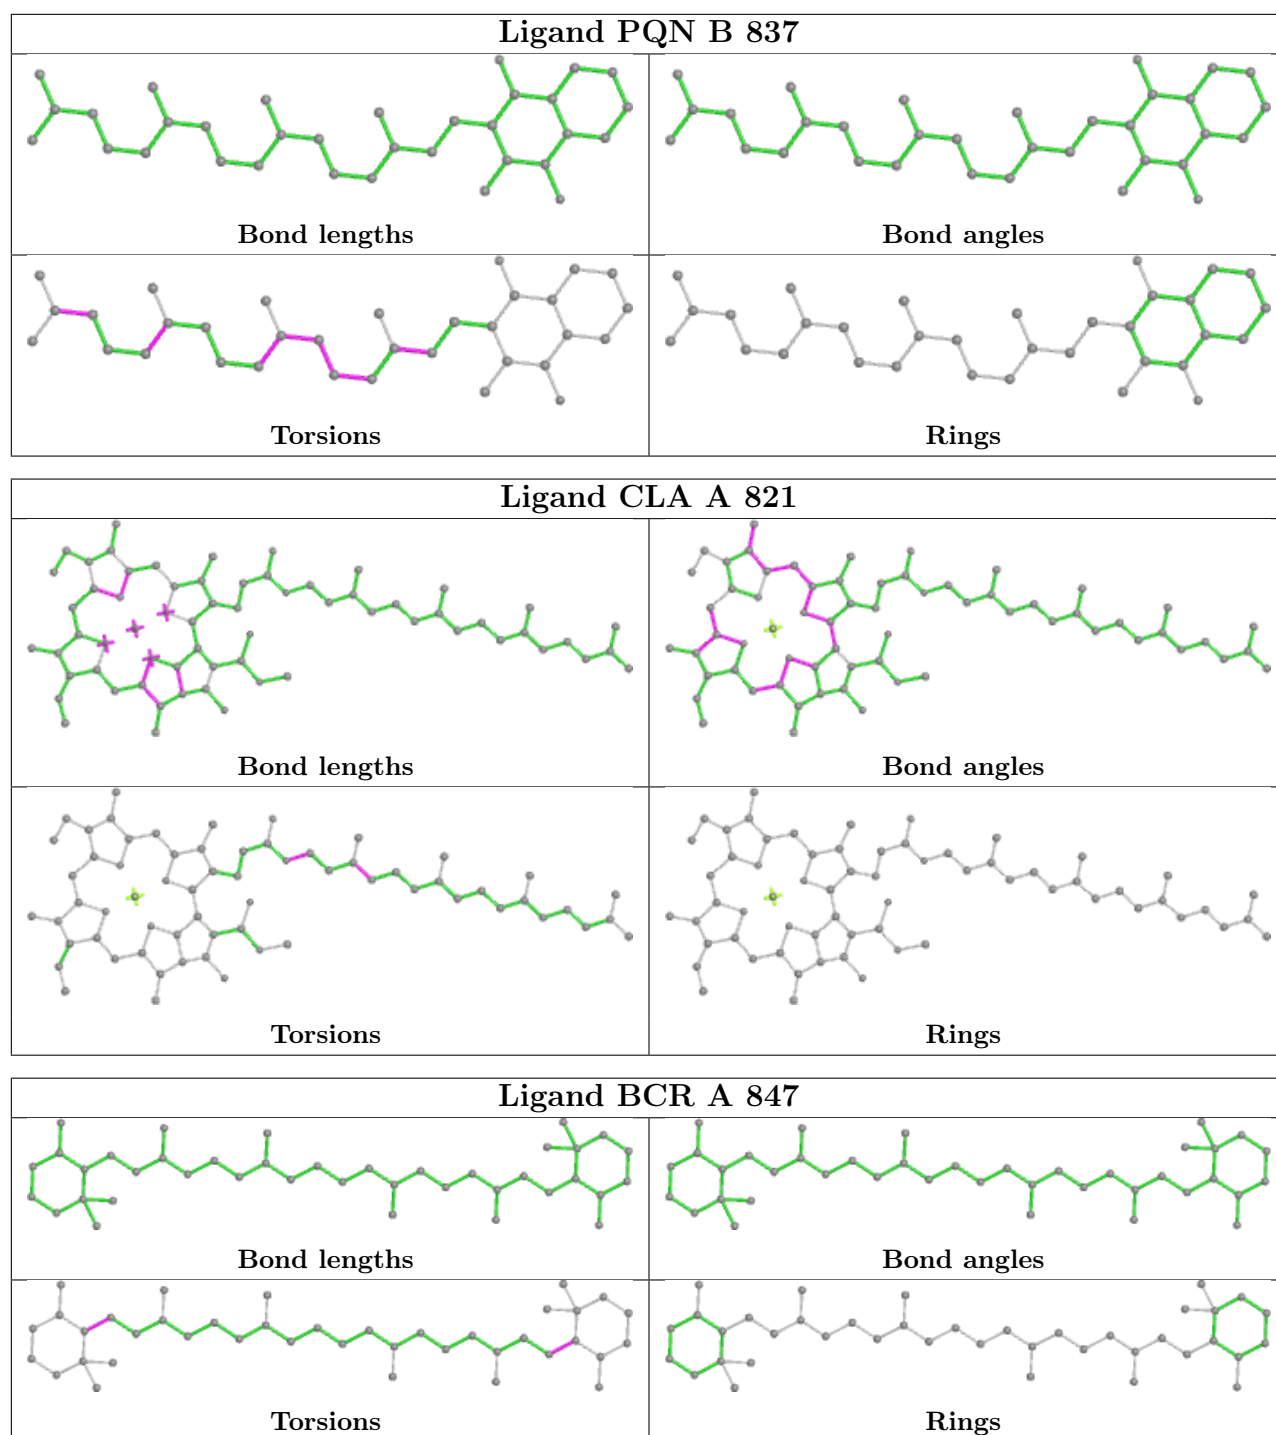 Ligand PQN B 837
Bond lengths
Bond angles
Torsions
Rings
Ligand CLA A 821
Bond lengths
Bond angles
Torsions
Rings
Ligand BCR A 847
Bond lengths
Bond angles
Torsions
Rings